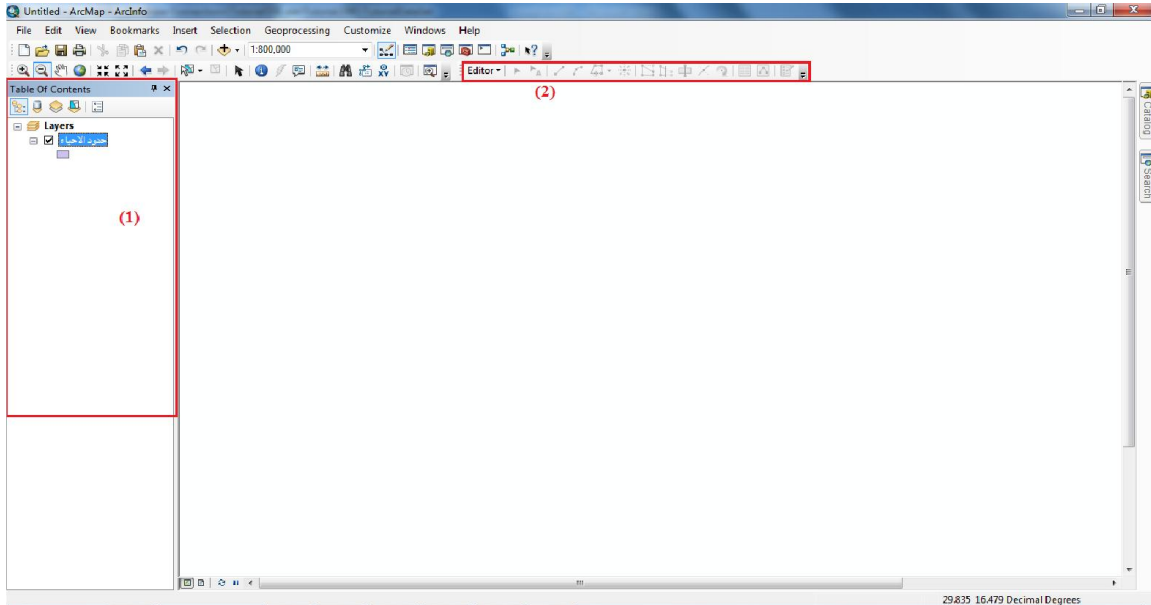 Untitled - ArcMap - ArcInfo
File Edit View Bookmarks Insert Selection Geoprocessing Customize Windows Help
1:800,000
Editor
Table Of Contents
(2)
Layers
حدود الاحياء
(1)
Catalog
Search
29.835 16.479 Decimal Degrees